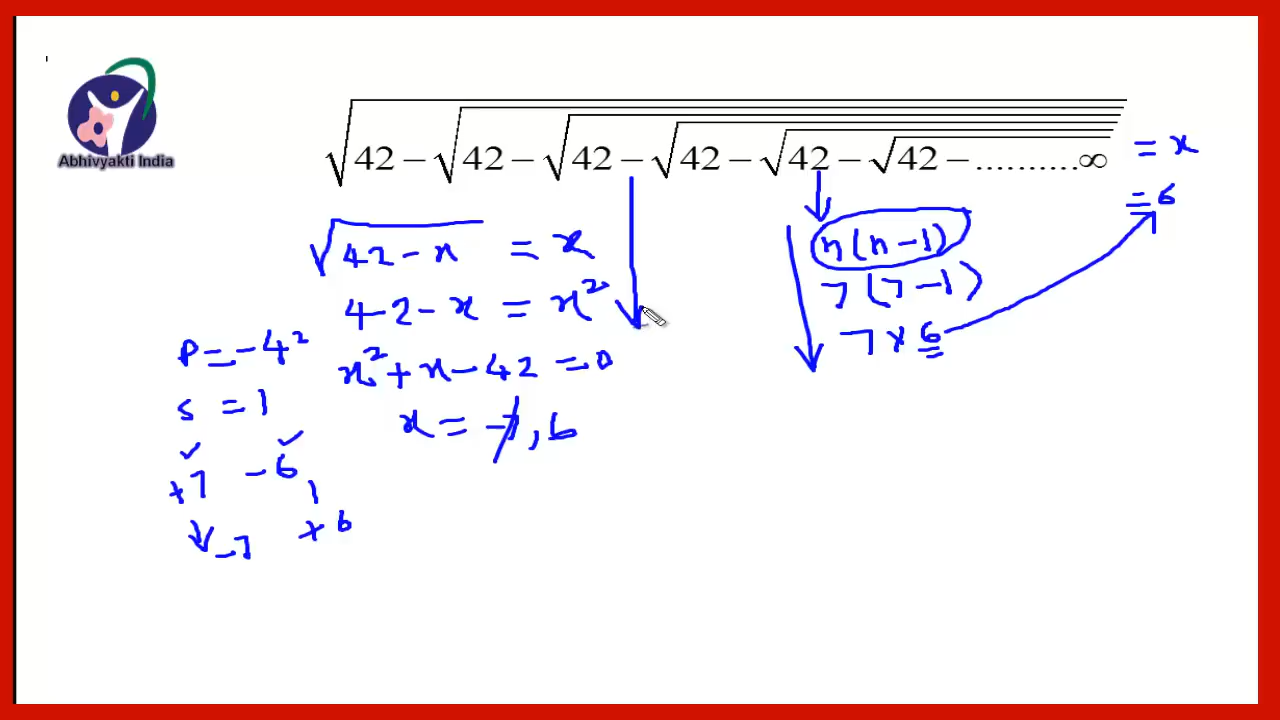 Abhivyakti India
√42 − √42 − √42 − √42 − √42 − √42 − ..........∞ = x
= 6
√42 − x = x
42 − x = x²
x² + x − 42 = 0
x = −7, 6
P = −42
S = 1
+7 −6
−7 +6
n(n−1)
7(7−1)
7 × 6